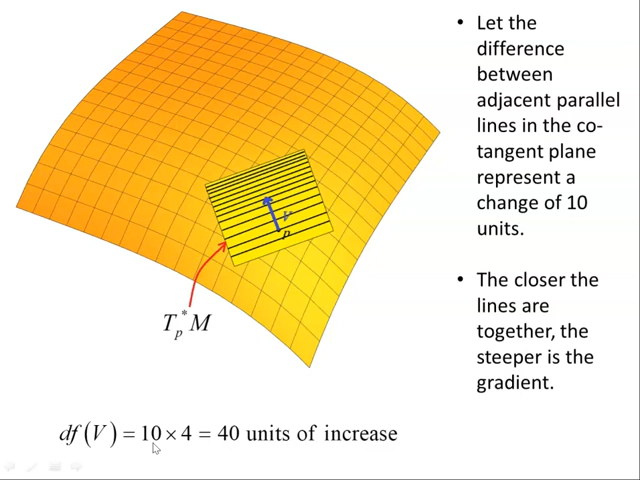 • Let the
difference
between
adjacent parallel
lines in the co-
tangent plane
represent a
change of 10
units.
• The closer the
lines are
together, the
steeper is the
gradient.
V
p
T_p^* M
df(V) = 10 × 4 = 40 units of increase